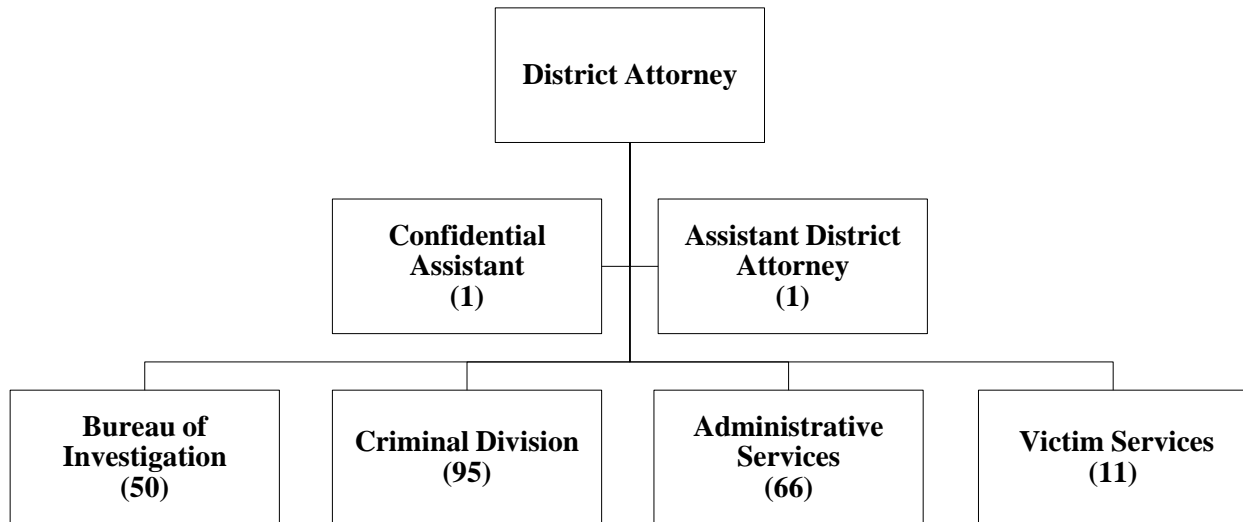 District Attorney
Confidential
Assistant
(1)
Assistant District
Attorney
(1)
Bureau of
Investigation
(50)
Criminal Division
(95)
Administrative
Services
(66)
Victim Services
(11)